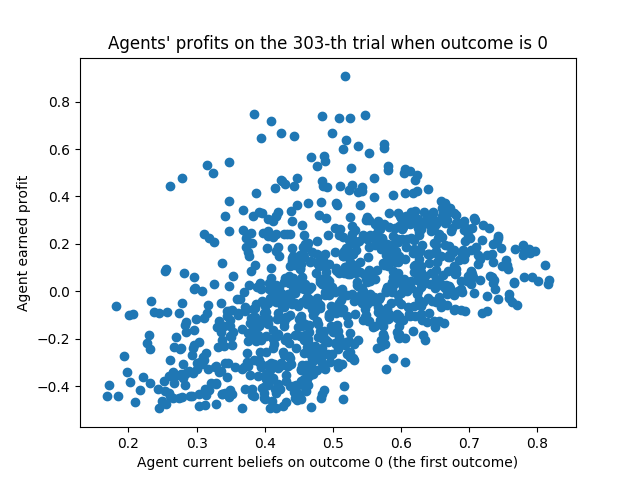 Agents' profits on the 303-th trial when outcome is 0
Agent earned profit
0.8
0.6
0.4
0.2
0.0
−0.2
−0.4
0.2 0.3 0.4 0.5 0.6 0.7 0.8
Agent current beliefs on outcome 0 (the first outcome)